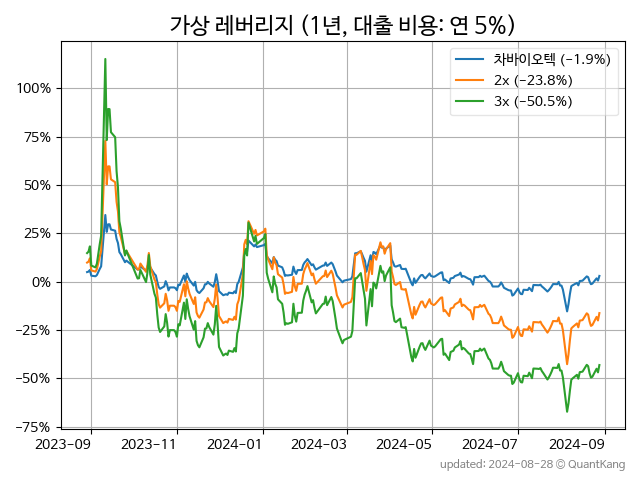 가상 레버리지 (1년, 대출 비용: 연 5%)
차바이오텍 (−1.9%)
2x (−23.8%)
3x (−50.5%)
100%
75%
50%
25%
0%
−25%
−50%
−75%
2023-09 2023-11 2024-01 2024-03 2024-05 2024-07 2024-09
updated: 2024-08-28 © QuantKang